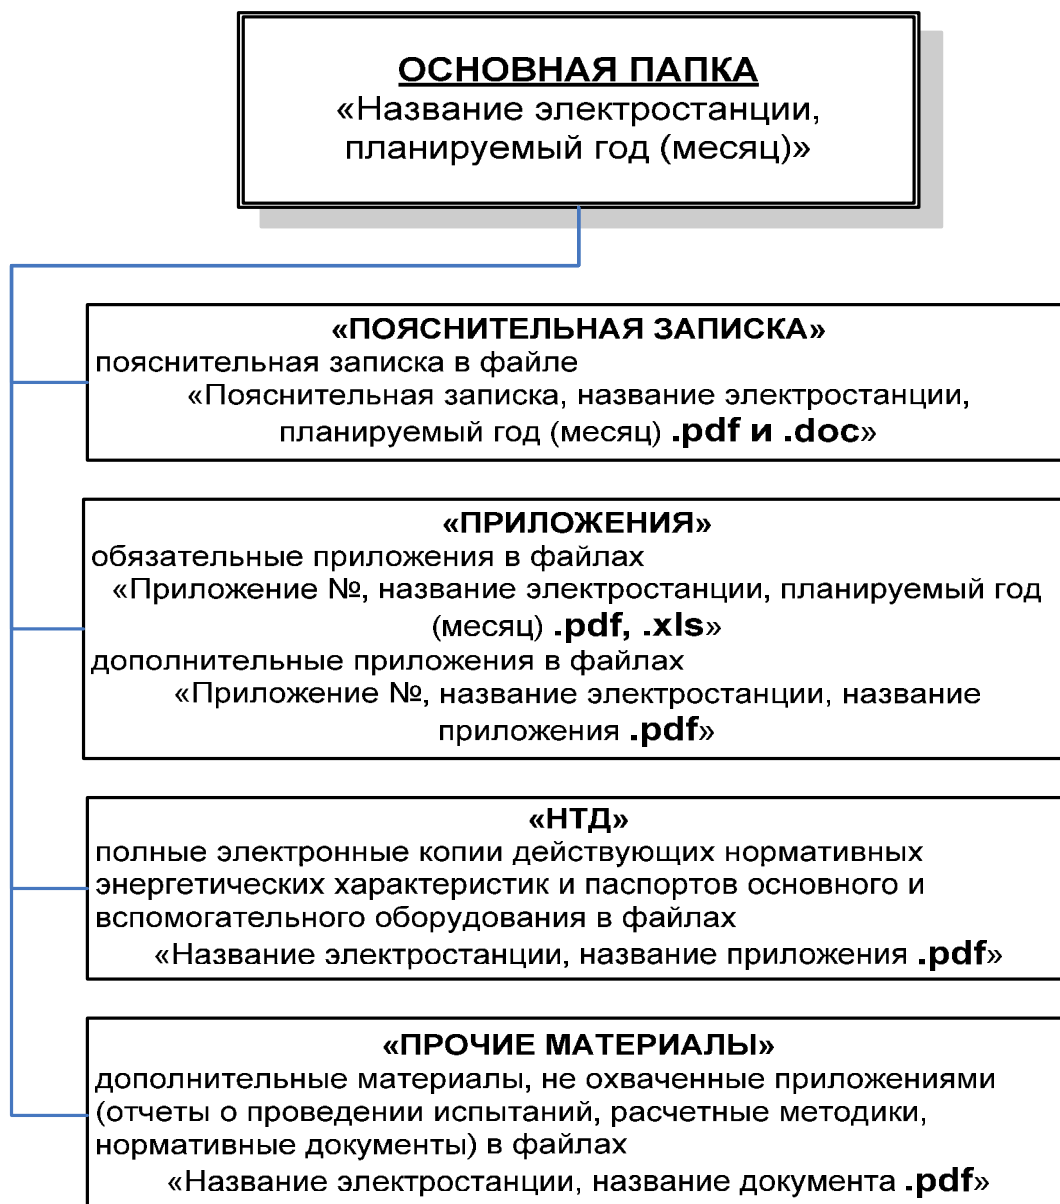 ОСНОВНАЯ ПАПКА
«Название электростанции,
планируемый год (месяц)»
«ПОЯСНИТЕЛЬНАЯ ЗАПИСКА»
пояснительная записка в файле
«Пояснительная записка, название электростанции,
планируемый год (месяц) .pdf и .doc»
«ПРИЛОЖЕНИЯ»
обязательные приложения в файлах
«Приложение №, название электростанции, планируемый год
(месяц) .pdf, .xls»
дополнительные приложения в файлах
«Приложение №, название электростанции, название
приложения .pdf»
«НТД»
полные электронные копии действующих нормативных
энергетических характеристик и паспортов основного и
вспомогательного оборудования в файлах
«Название электростанции, название приложения .pdf»
«ПРОЧИЕ МАТЕРИАЛЫ»
дополнительные материалы, не охваченные приложениями
(отчеты о проведении испытаний, расчетные методики,
нормативные документы) в файлах
«Название электростанции, название документа .pdf»